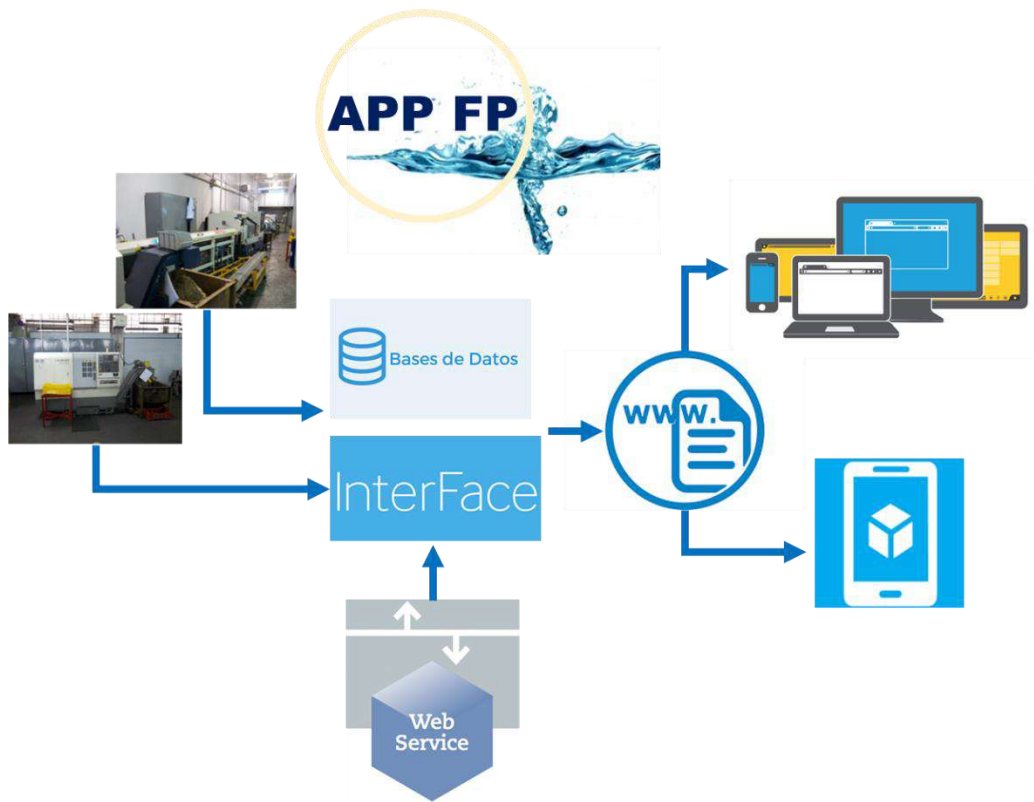 APP FP
Bases de Datos
www.
InterFace
Web
Service